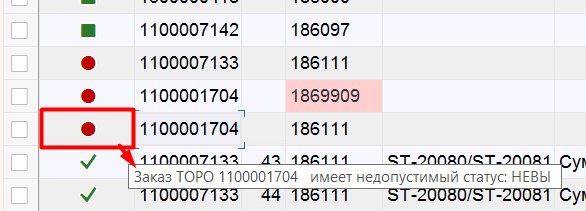 1100007142 186097
1100007133 186111
1100001704 1869909
1100001704 186111
1100007133 43 186111 ST-20080/ST-20081 Сум
Заказ ТОРО 1100001704 имеет недопустимый статус: НЕВЫ
1100007133 44 186111 ST-20080/ST-20081 Сум